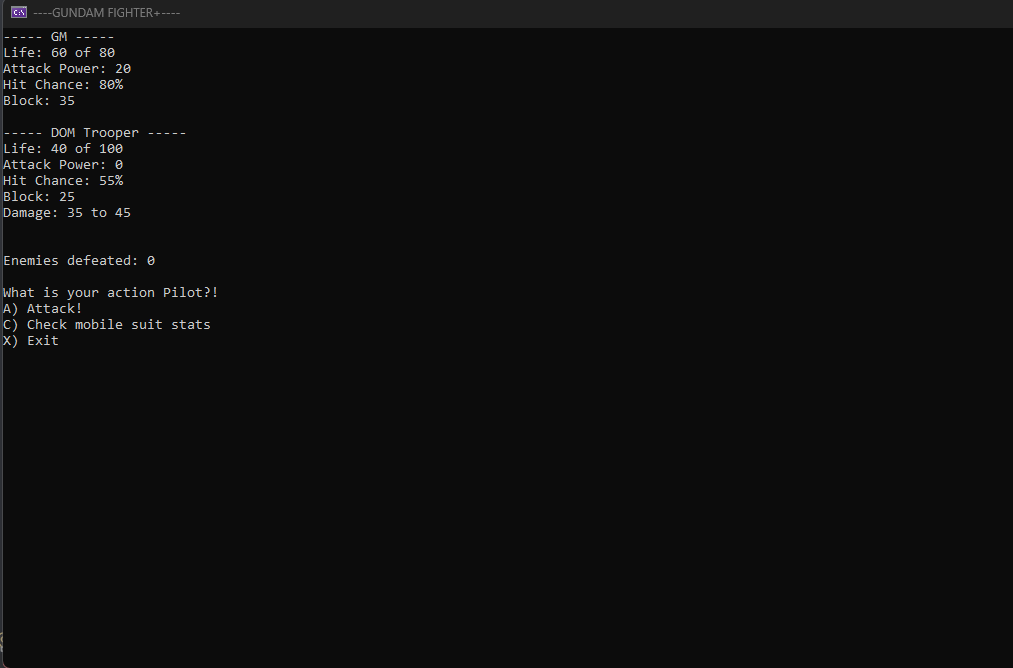 ----GUNDAM FIGHTER+----
----- GM -----
Life: 60 of 80
Attack Power: 20
Hit Chance: 80%
Block: 35
----- DOM Trooper -----
Life: 40 of 100
Attack Power: 0
Hit Chance: 55%
Block: 25
Damage: 35 to 45
Enemies defeated: 0
What is your action Pilot?!
A) Attack!
C) Check mobile suit stats
X) Exit